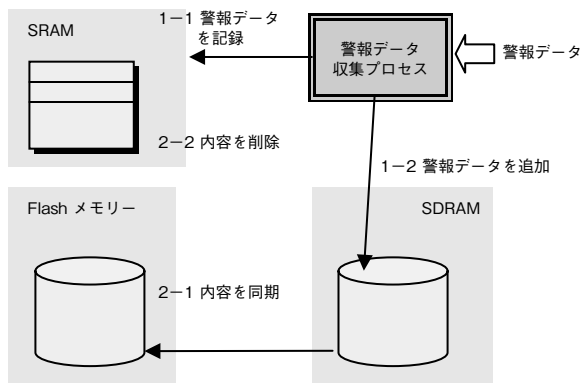 SRAM
1－1 警報データ
を記録
警報データ
収集プロセス
警報データ
2－2 内容を削除
1－2 警報データを追加
Flash メモリー
SDRAM
2－1 内容を同期